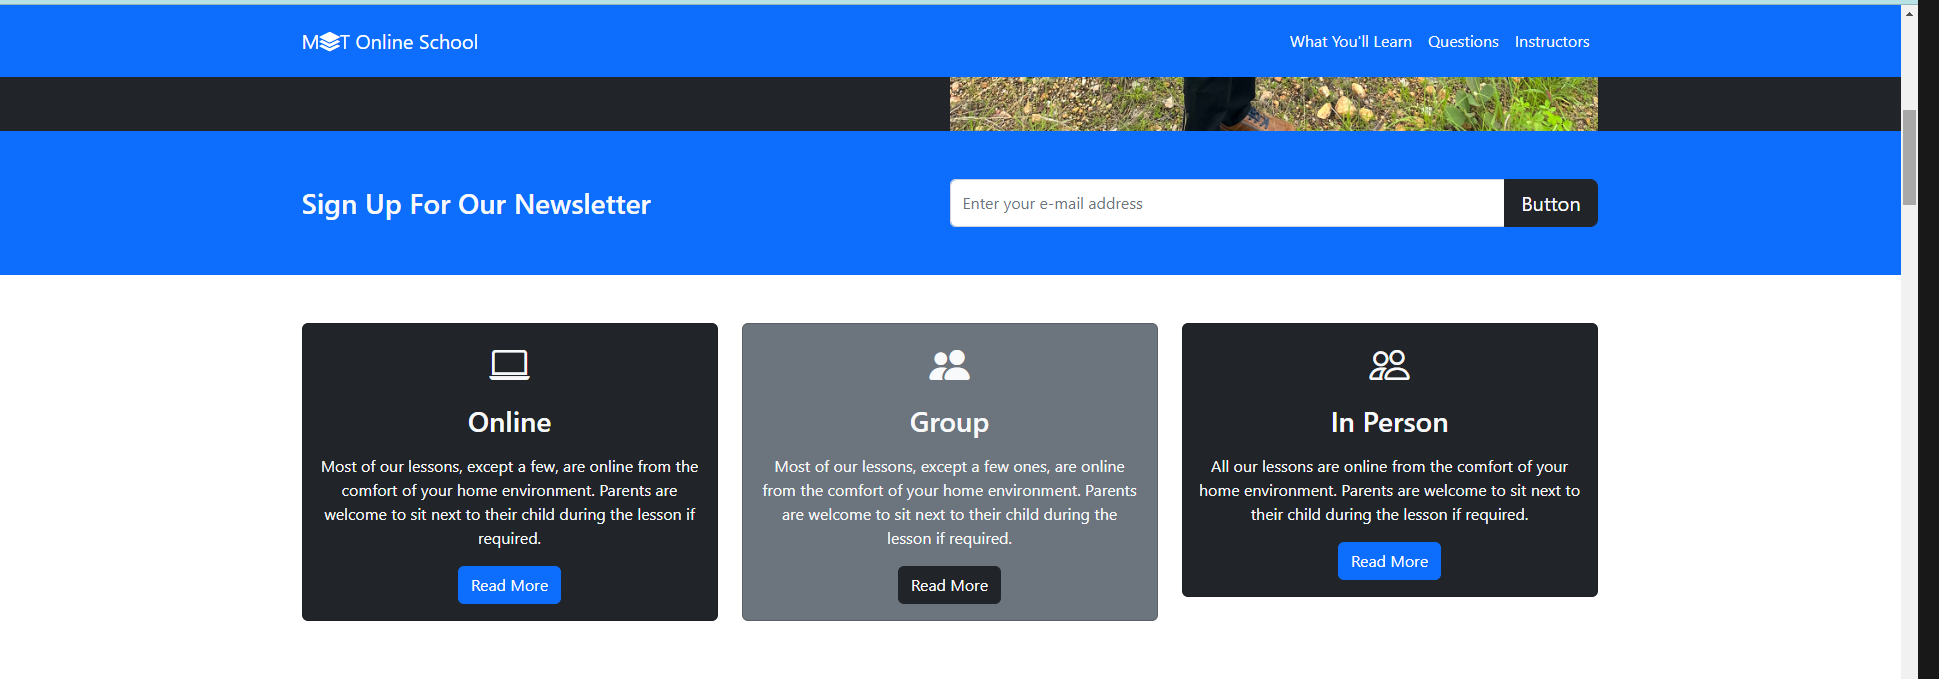 M T Online School
What You'll Learn Questions Instructors
Sign Up For Our Newsletter
Enter your e-mail address
Button
Online
Most of our lessons, except a few, are online from the
comfort of your home environment. Parents are
welcome to sit next to their child during the lesson if
required.
Read More
Group
Most of our lessons, except a few ones, are online
from the comfort of your home environment. Parents
are welcome to sit next to their child during the
lesson if required.
Read More
In Person
All our lessons are online from the comfort of your
home environment. Parents are welcome to sit next to
their child during the lesson if required.
Read More